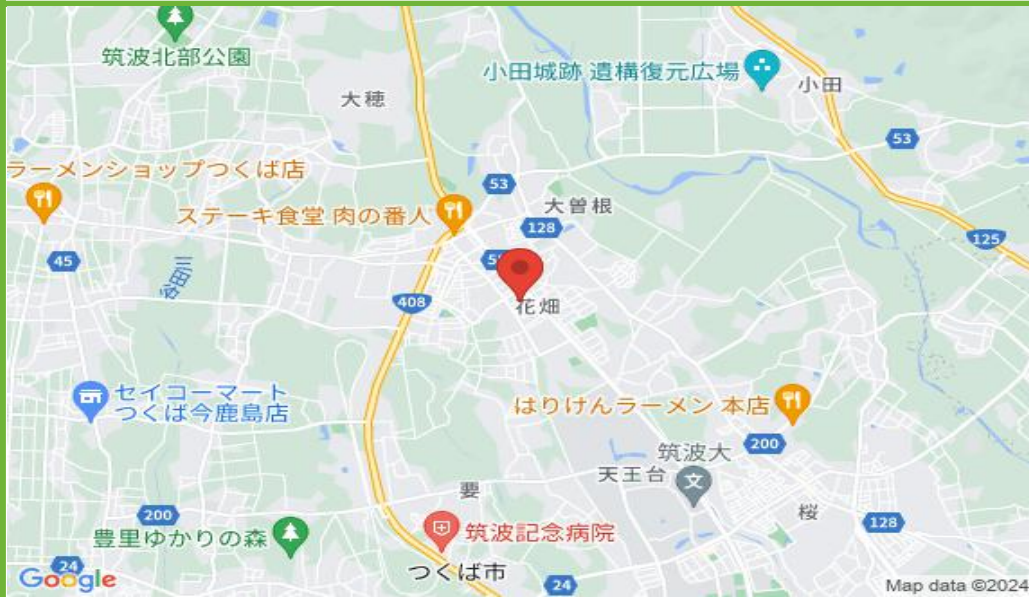 筑波北部公園
小田城跡 遺構復元広場
小田
大穂
53
ラーメンショップつくば店
53
大曽根
ステーキ食堂 肉の番人
128
125
45
三田谷
408
花畑
セイコーマート
つくば今鹿島店
はりけんラーメン 本店
200
筑波大
天王台
要
桜
200
128
豊里ゆかりの森
筑波記念病院
24
つくば市
24
Google
Map data ©2024